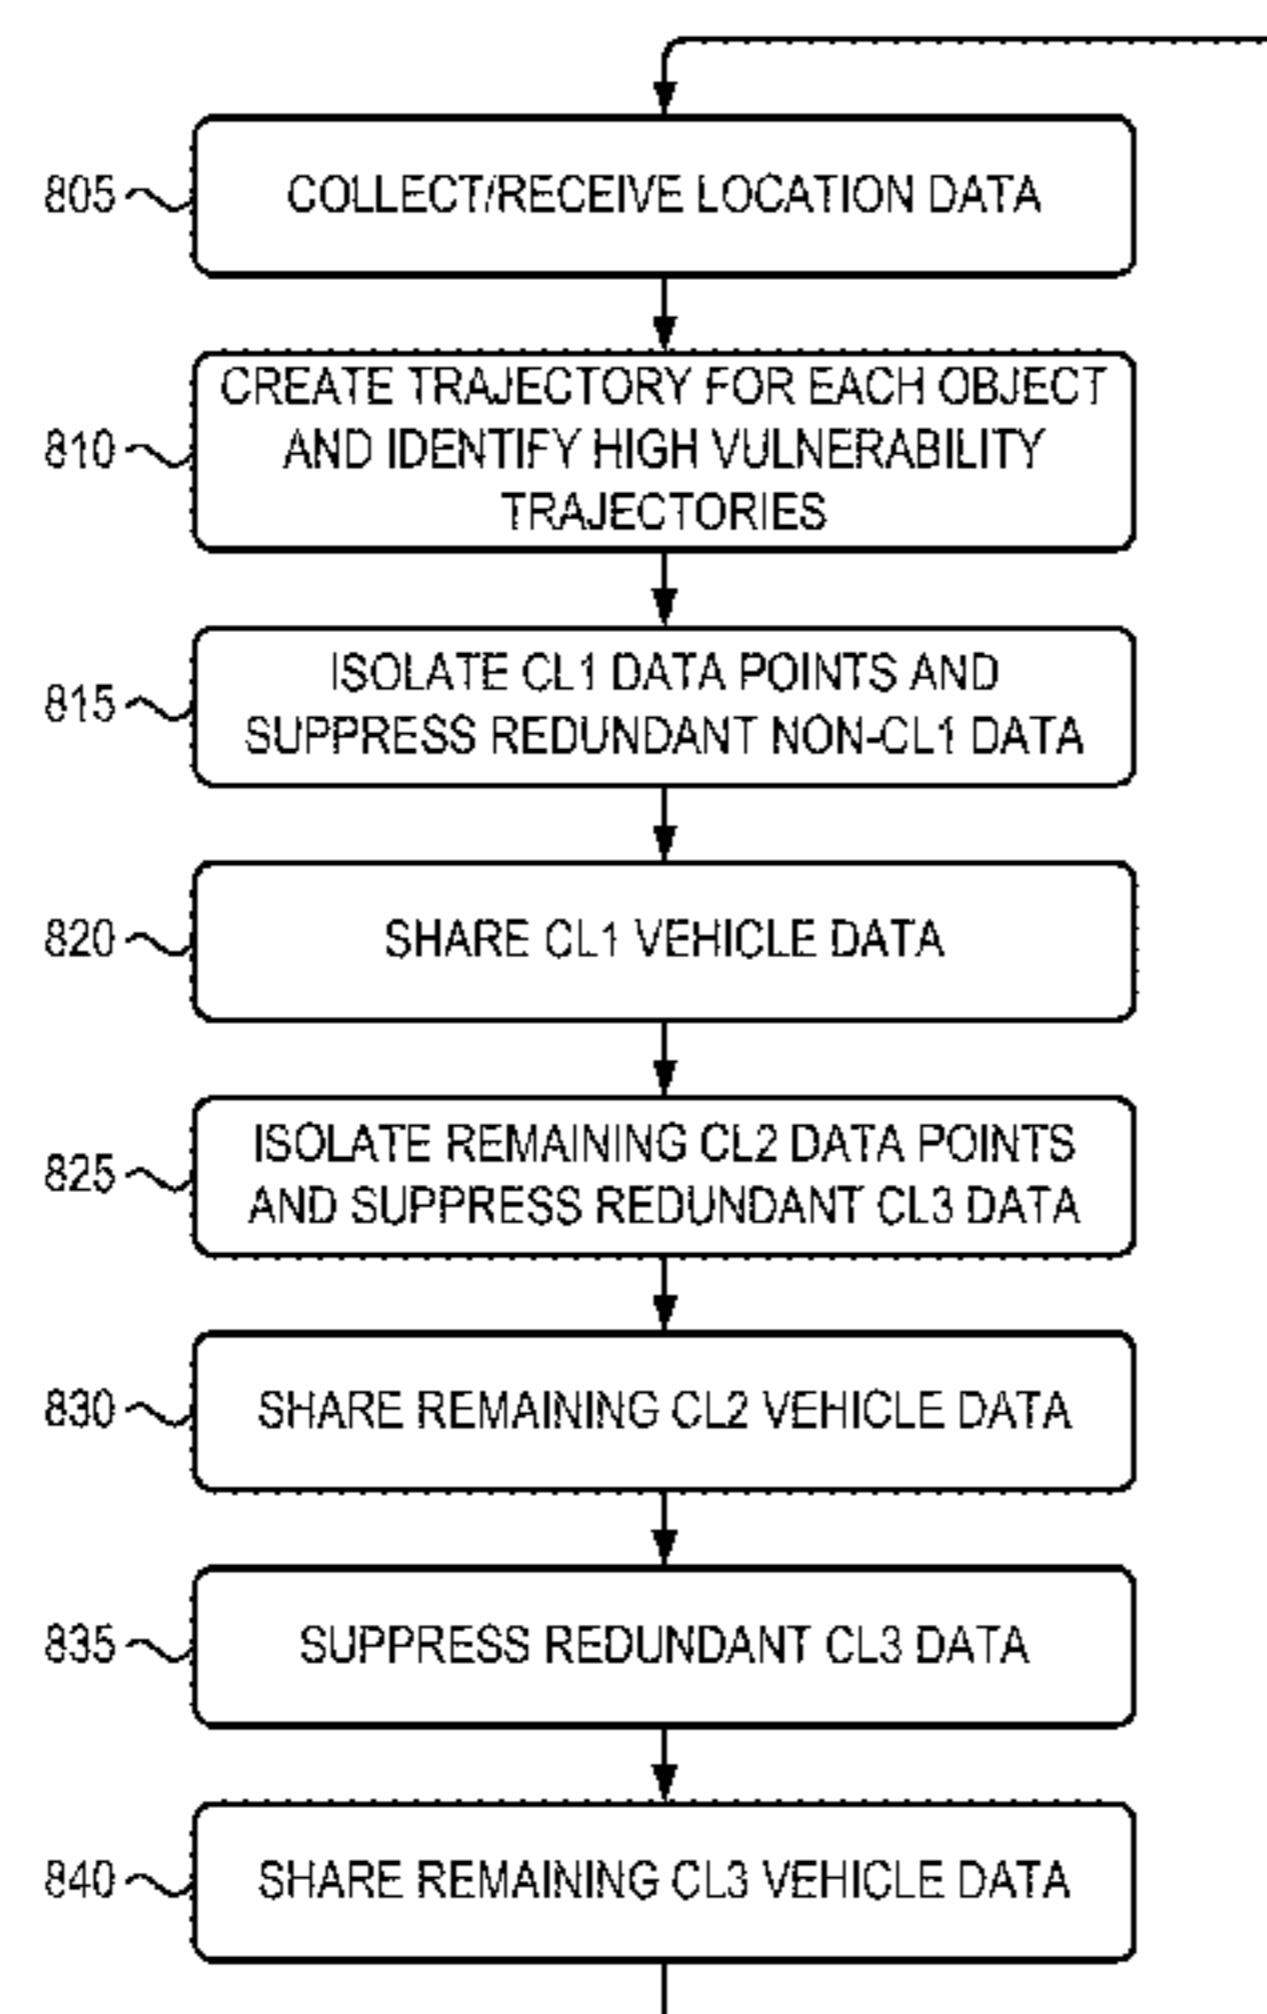 805
COLLECT/RECEIVE LOCATION DATA
810
CREATE TRAJECTORY FOR EACH OBJECT
AND IDENTIFY HIGH VULNERABILITY
TRAJECTORIES
815
ISOLATE CL1 DATA POINTS AND
SUPPRESS REDUNDANT NON-CL1 DATA
820
SHARE CL1 VEHICLE DATA
825
ISOLATE REMAINING CL2 DATA POINTS
AND SUPPRESS REDUNDANT CL3 DATA
830
SHARE REMAINING CL2 VEHICLE DATA
835
SUPPRESS REDUNDANT CL3 DATA
840
SHARE REMAINING CL3 VEHICLE DATA